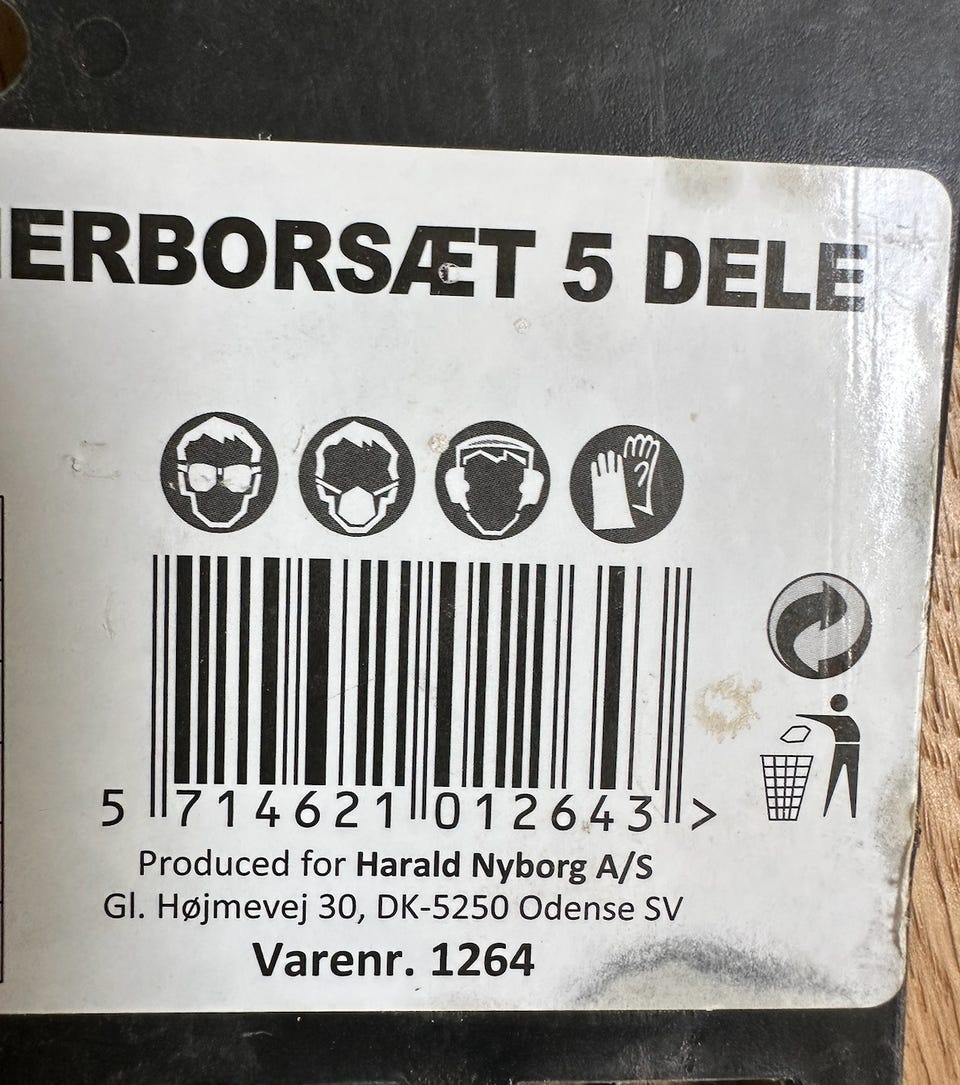 ERBORSÆT 5 DELE
5 714621 012643 >
Produced for Harald Nyborg A/S
Gl. Højmevej 30, DK-5250 Odense SV
Varenr. 1264